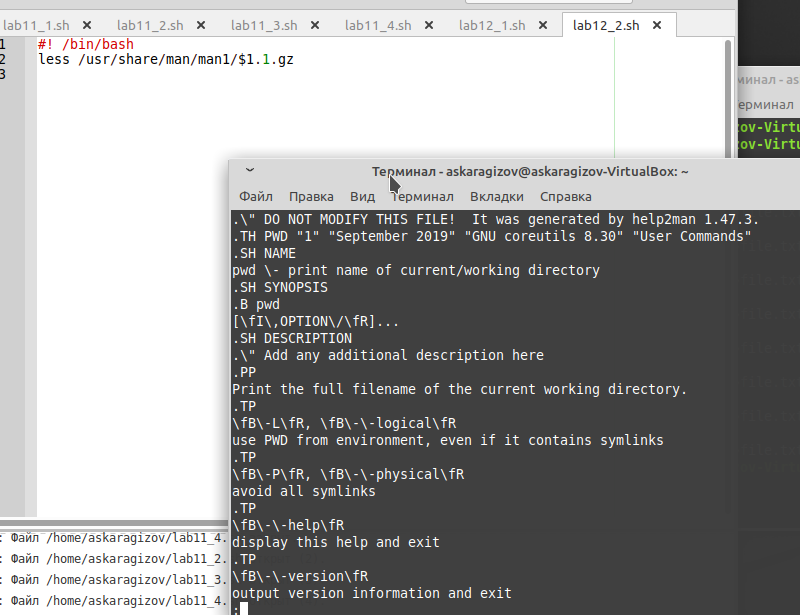 lab11_1.sh ✕ lab11_2.sh ✕ lab11_3.sh ✕ lab11_4.sh ✕ lab12_1.sh ✕ lab12_2.sh ✕
1 #! /bin/bash
2 less /usr/share/man/man1/$1.1.gz
3
Терминал - askaragizov@askaragizov-VirtualBox: ~
Файл Правка Вид Терминал Вкладки Справка
.\" DO NOT MODIFY THIS FILE!  It was generated by help2man 1.47.3.
.TH PWD "1" "September 2019" "GNU coreutils 8.30" "User Commands"
.SH NAME
pwd \- print name of current/working directory
.SH SYNOPSIS
.B pwd
[\fI\,OPTION\/\fR]...
.SH DESCRIPTION
.\" Add any additional description here
.PP
Print the full filename of the current working directory.
.TP
\fB\-L\fR, \fB\-\-logical\fR
use PWD from environment, even if it contains symlinks
.TP
\fB\-P\fR, \fB\-\-physical\fR
avoid all symlinks
.TP
\fB\-\-help\fR
display this help and exit
.TP
\fB\-\-version\fR
output version information and exit
:
: Файл /home/askaragizov/lab11_4.
: Файл /home/askaragizov/lab11_2.
: Файл /home/askaragizov/lab11_3.
: Файл /home/askaragizov/lab11_4.
минал - as
ерминал
zov-Virtu
zov-Virtu